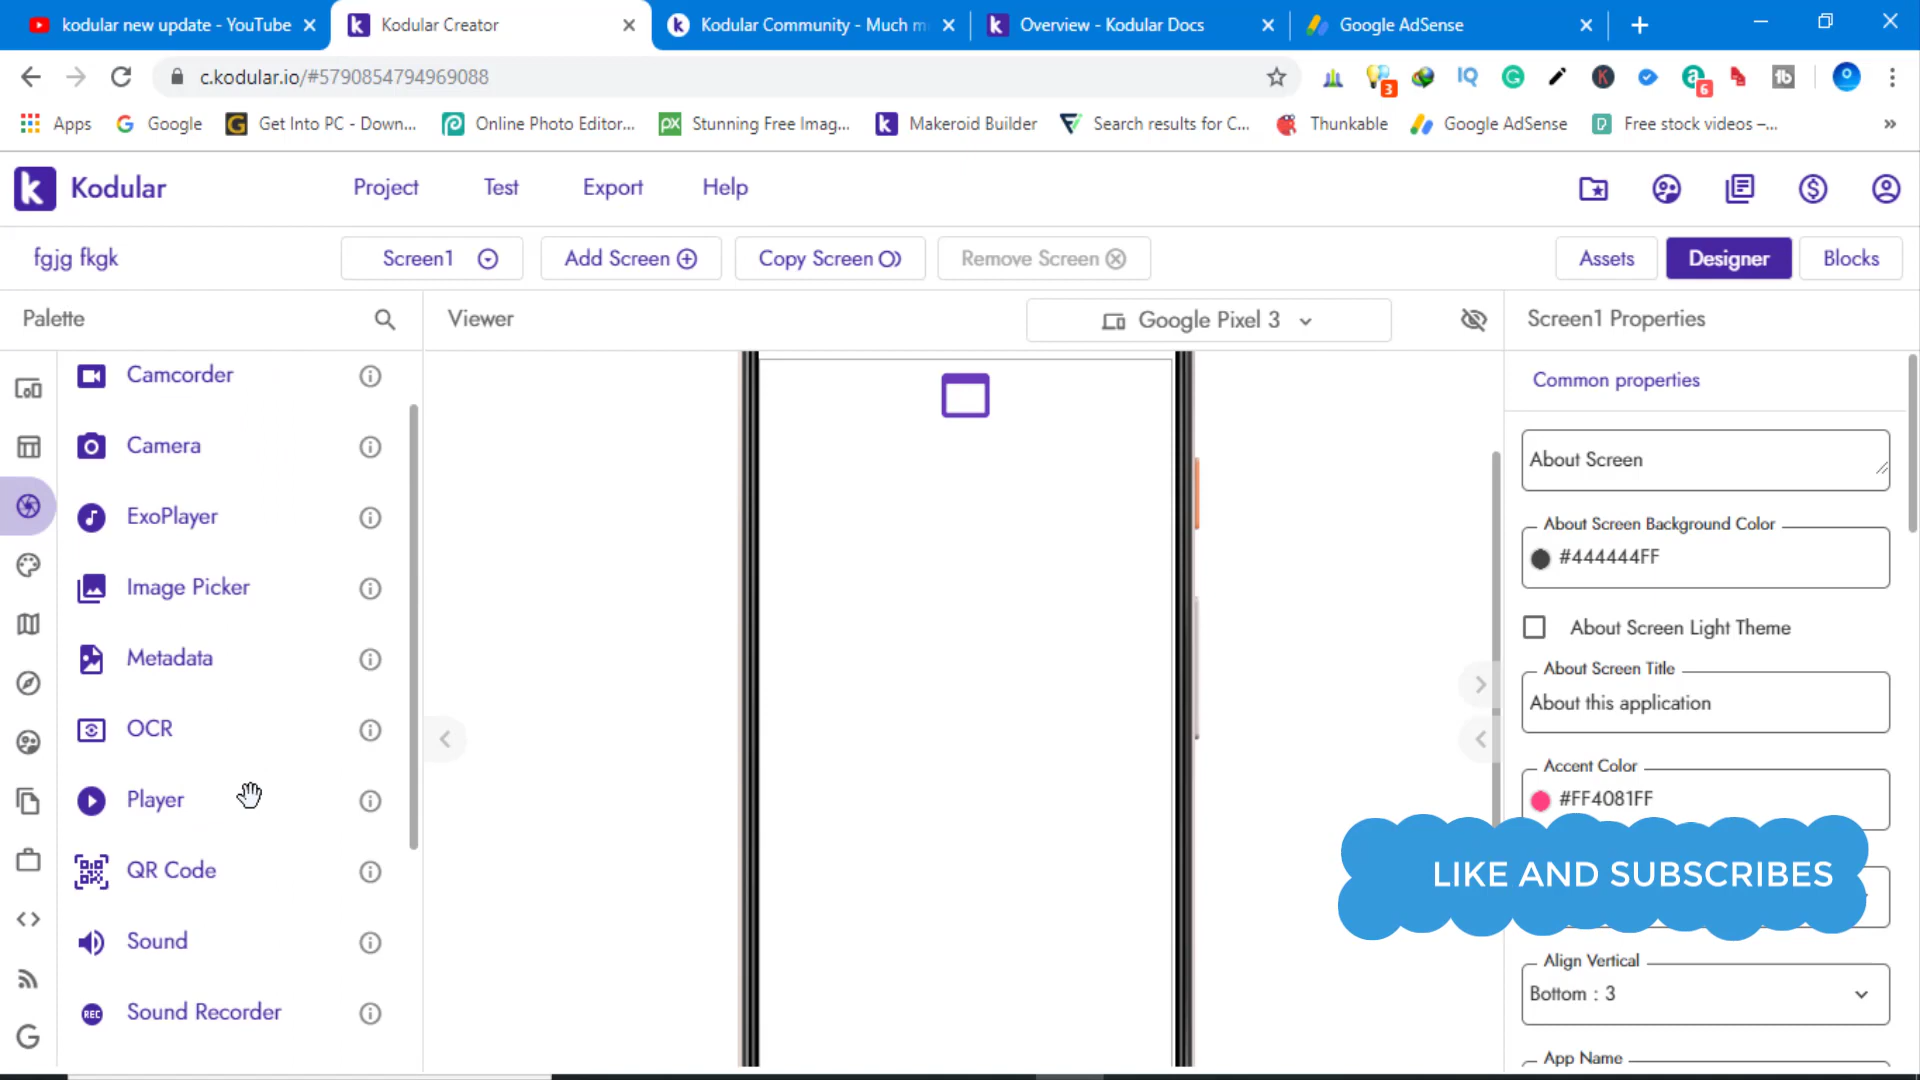 kodular new update - YouTube
Kodular Creator
Kodular Community - Much m
Overview - Kodular Docs
Google AdSense
c.kodular.io/#5790854794969088
3
IQ
6
Apps
Google
Get Into PC - Down...
Online Photo Editor...
Stunning Free Imag...
Makeroid Builder
Search results for C...
Thunkable
Google AdSense
Free stock videos –...
Kodular
Project
Test
Export
Help
fgjg fkgk
Screen1
Add Screen
Copy Screen
Remove Screen
Assets
Designer
Blocks
Palette
Viewer
Google Pixel 3
Screen1 Properties
Camcorder
Camera
ExoPlayer
Image Picker
Metadata
OCR
Player
QR Code
Sound
REC
Sound Recorder
Common properties
About Screen
About Screen Background Color
#444444FF
About Screen Light Theme
About Screen Title
About this application
Accent Color
#FF4081FF
LIKE AND SUBSCRIBES
Align Vertical
Bottom : 3
App Name